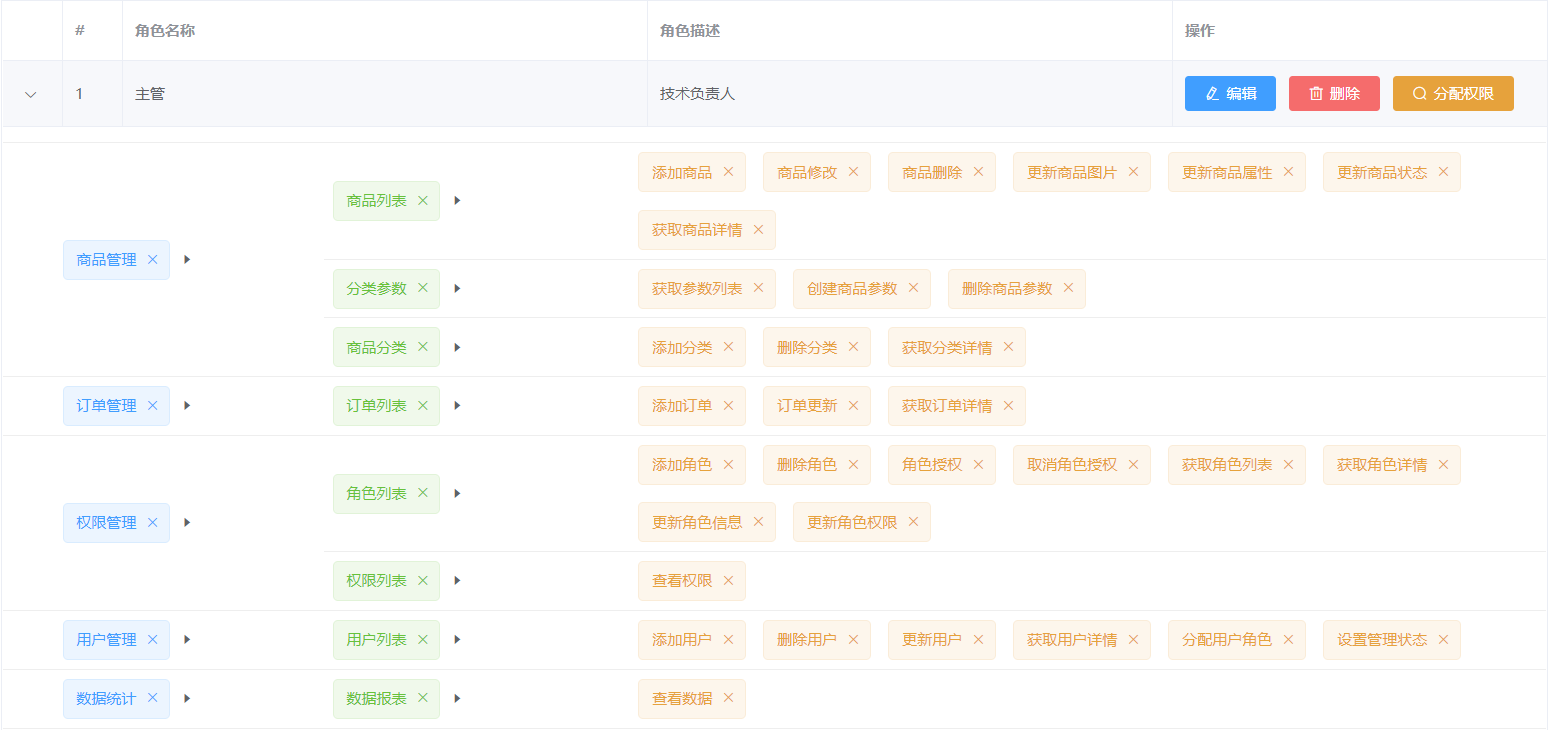 # 角色名称 角色描述 操作
1 主管 技术负责人 编辑 删除 分配权限
添加商品 商品修改 商品删除 更新商品图片 更新商品属性 更新商品状态
商品列表
获取商品详情
商品管理
分类参数 获取参数列表 创建商品参数 删除商品参数
商品分类 添加分类 删除分类 获取分类详情
订单管理 订单列表 添加订单 订单更新 获取订单详情
添加角色 删除角色 角色授权 取消角色授权 获取角色列表 获取角色详情
角色列表
权限管理 更新角色信息 更新角色权限
权限列表 查看权限
用户管理 用户列表 添加用户 删除用户 更新用户 获取用户详情 分配用户角色 设置管理状态
数据统计 数据报表 查看数据